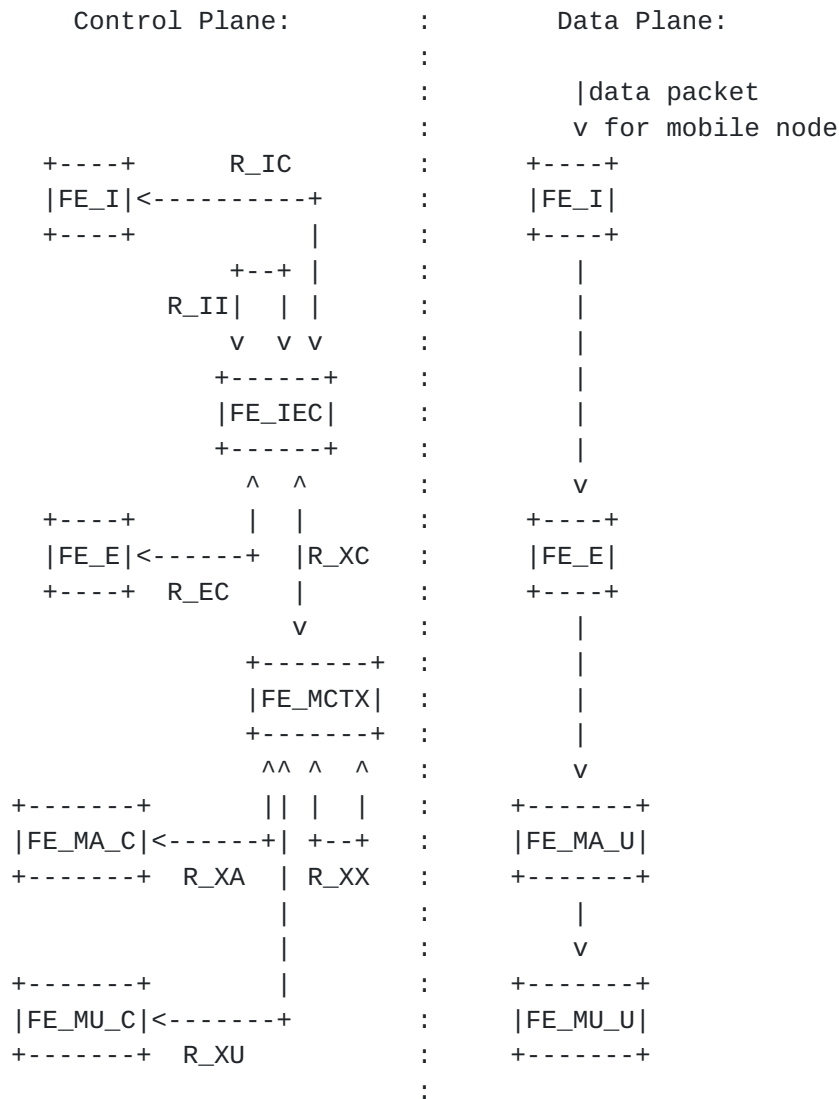 Control Plane: : Data Plane:
:
: |data packet
: v for mobile node
+----+ R_IC : +----+
|FE_I|<----------+ : |FE_I|
+----+ | : +----+
+--+ | : |
R_II| | | : |
v v v : |
+------+ : |
|FE_IEC| : |
+------+ : |
^ ^ : v
+----+ | | : +----+
|FE_E|<------+ |R_XC : |FE_E|
+----+ R_EC | : +----+
v : |
+-------+ : |
|FE_MCTX| : |
+-------+ : |
^^ ^ ^ : v
+-------+ || | | : +-------+
|FE_MA_C|<------+| +--+ : |FE_MA_U|
+-------+ R_XA | R_XX : +-------+
| : |
| : v
+-------+ | : +-------+
|FE_MU_C|<-------+ : |FE_MU_U|
+-------+ R_XU : +-------+
: